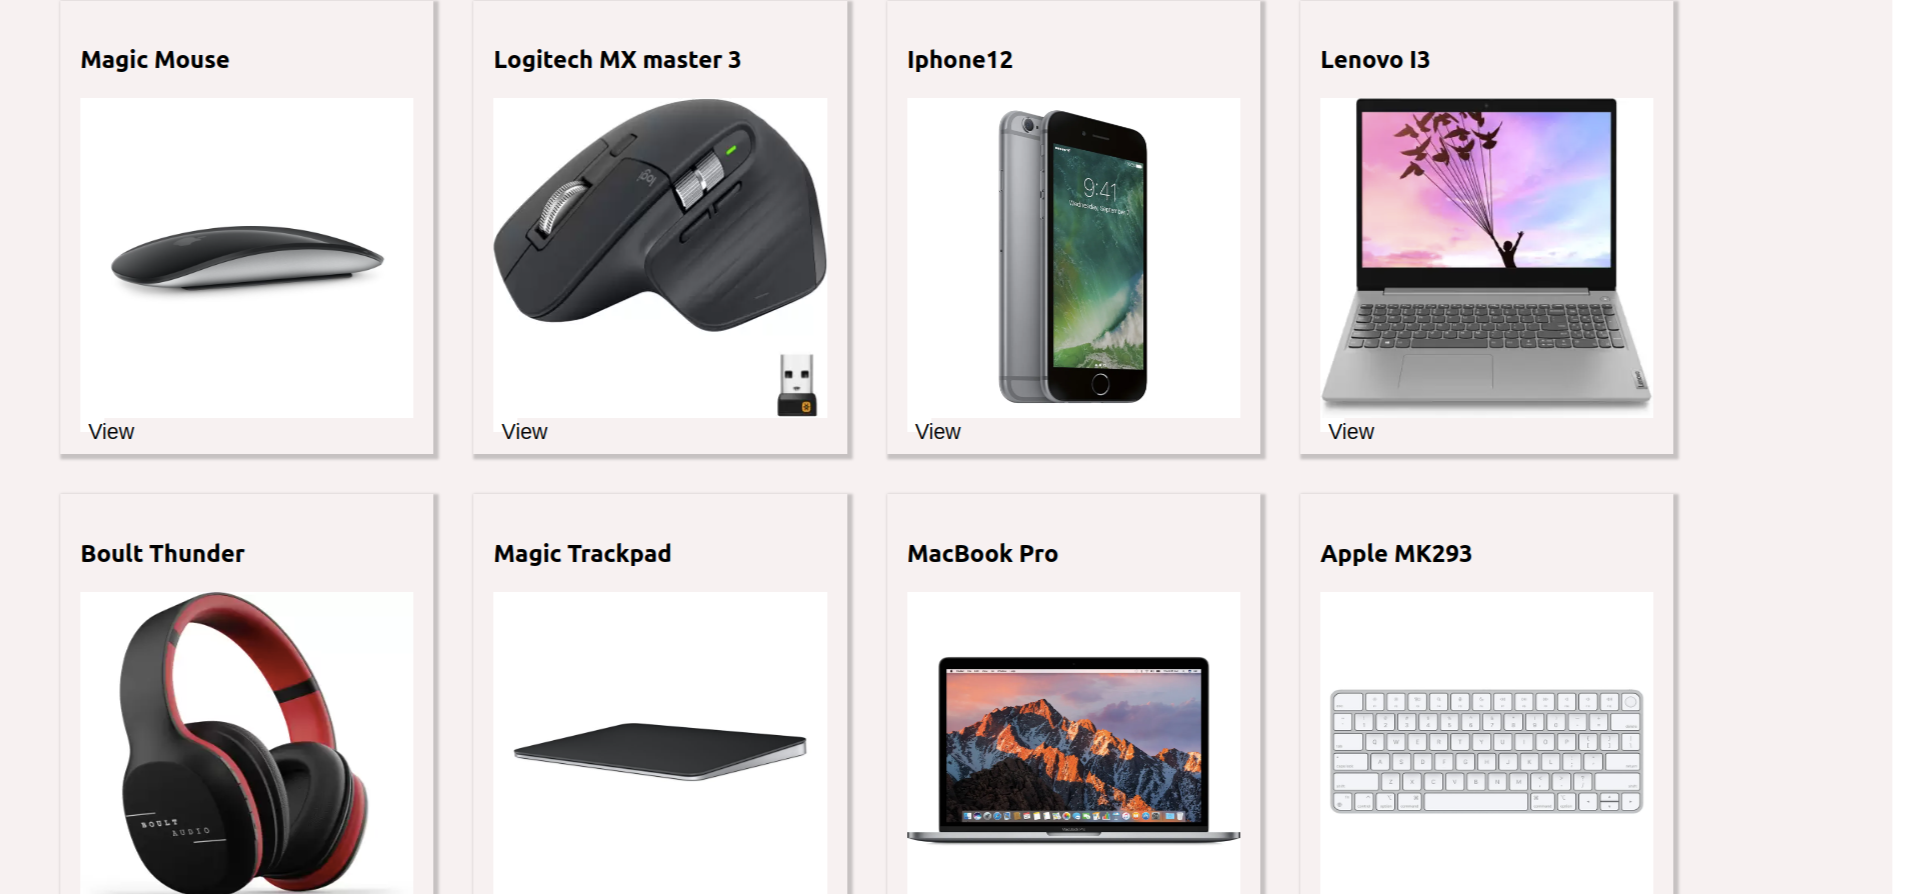 Magic Mouse
Logitech MX master 3
Iphone12
Lenovo I3
logi
9:41
Lenovo
View
View
View
View
Boult Thunder
Magic Trackpad
MacBook Pro
Apple MK293
BOULT
AUDIO